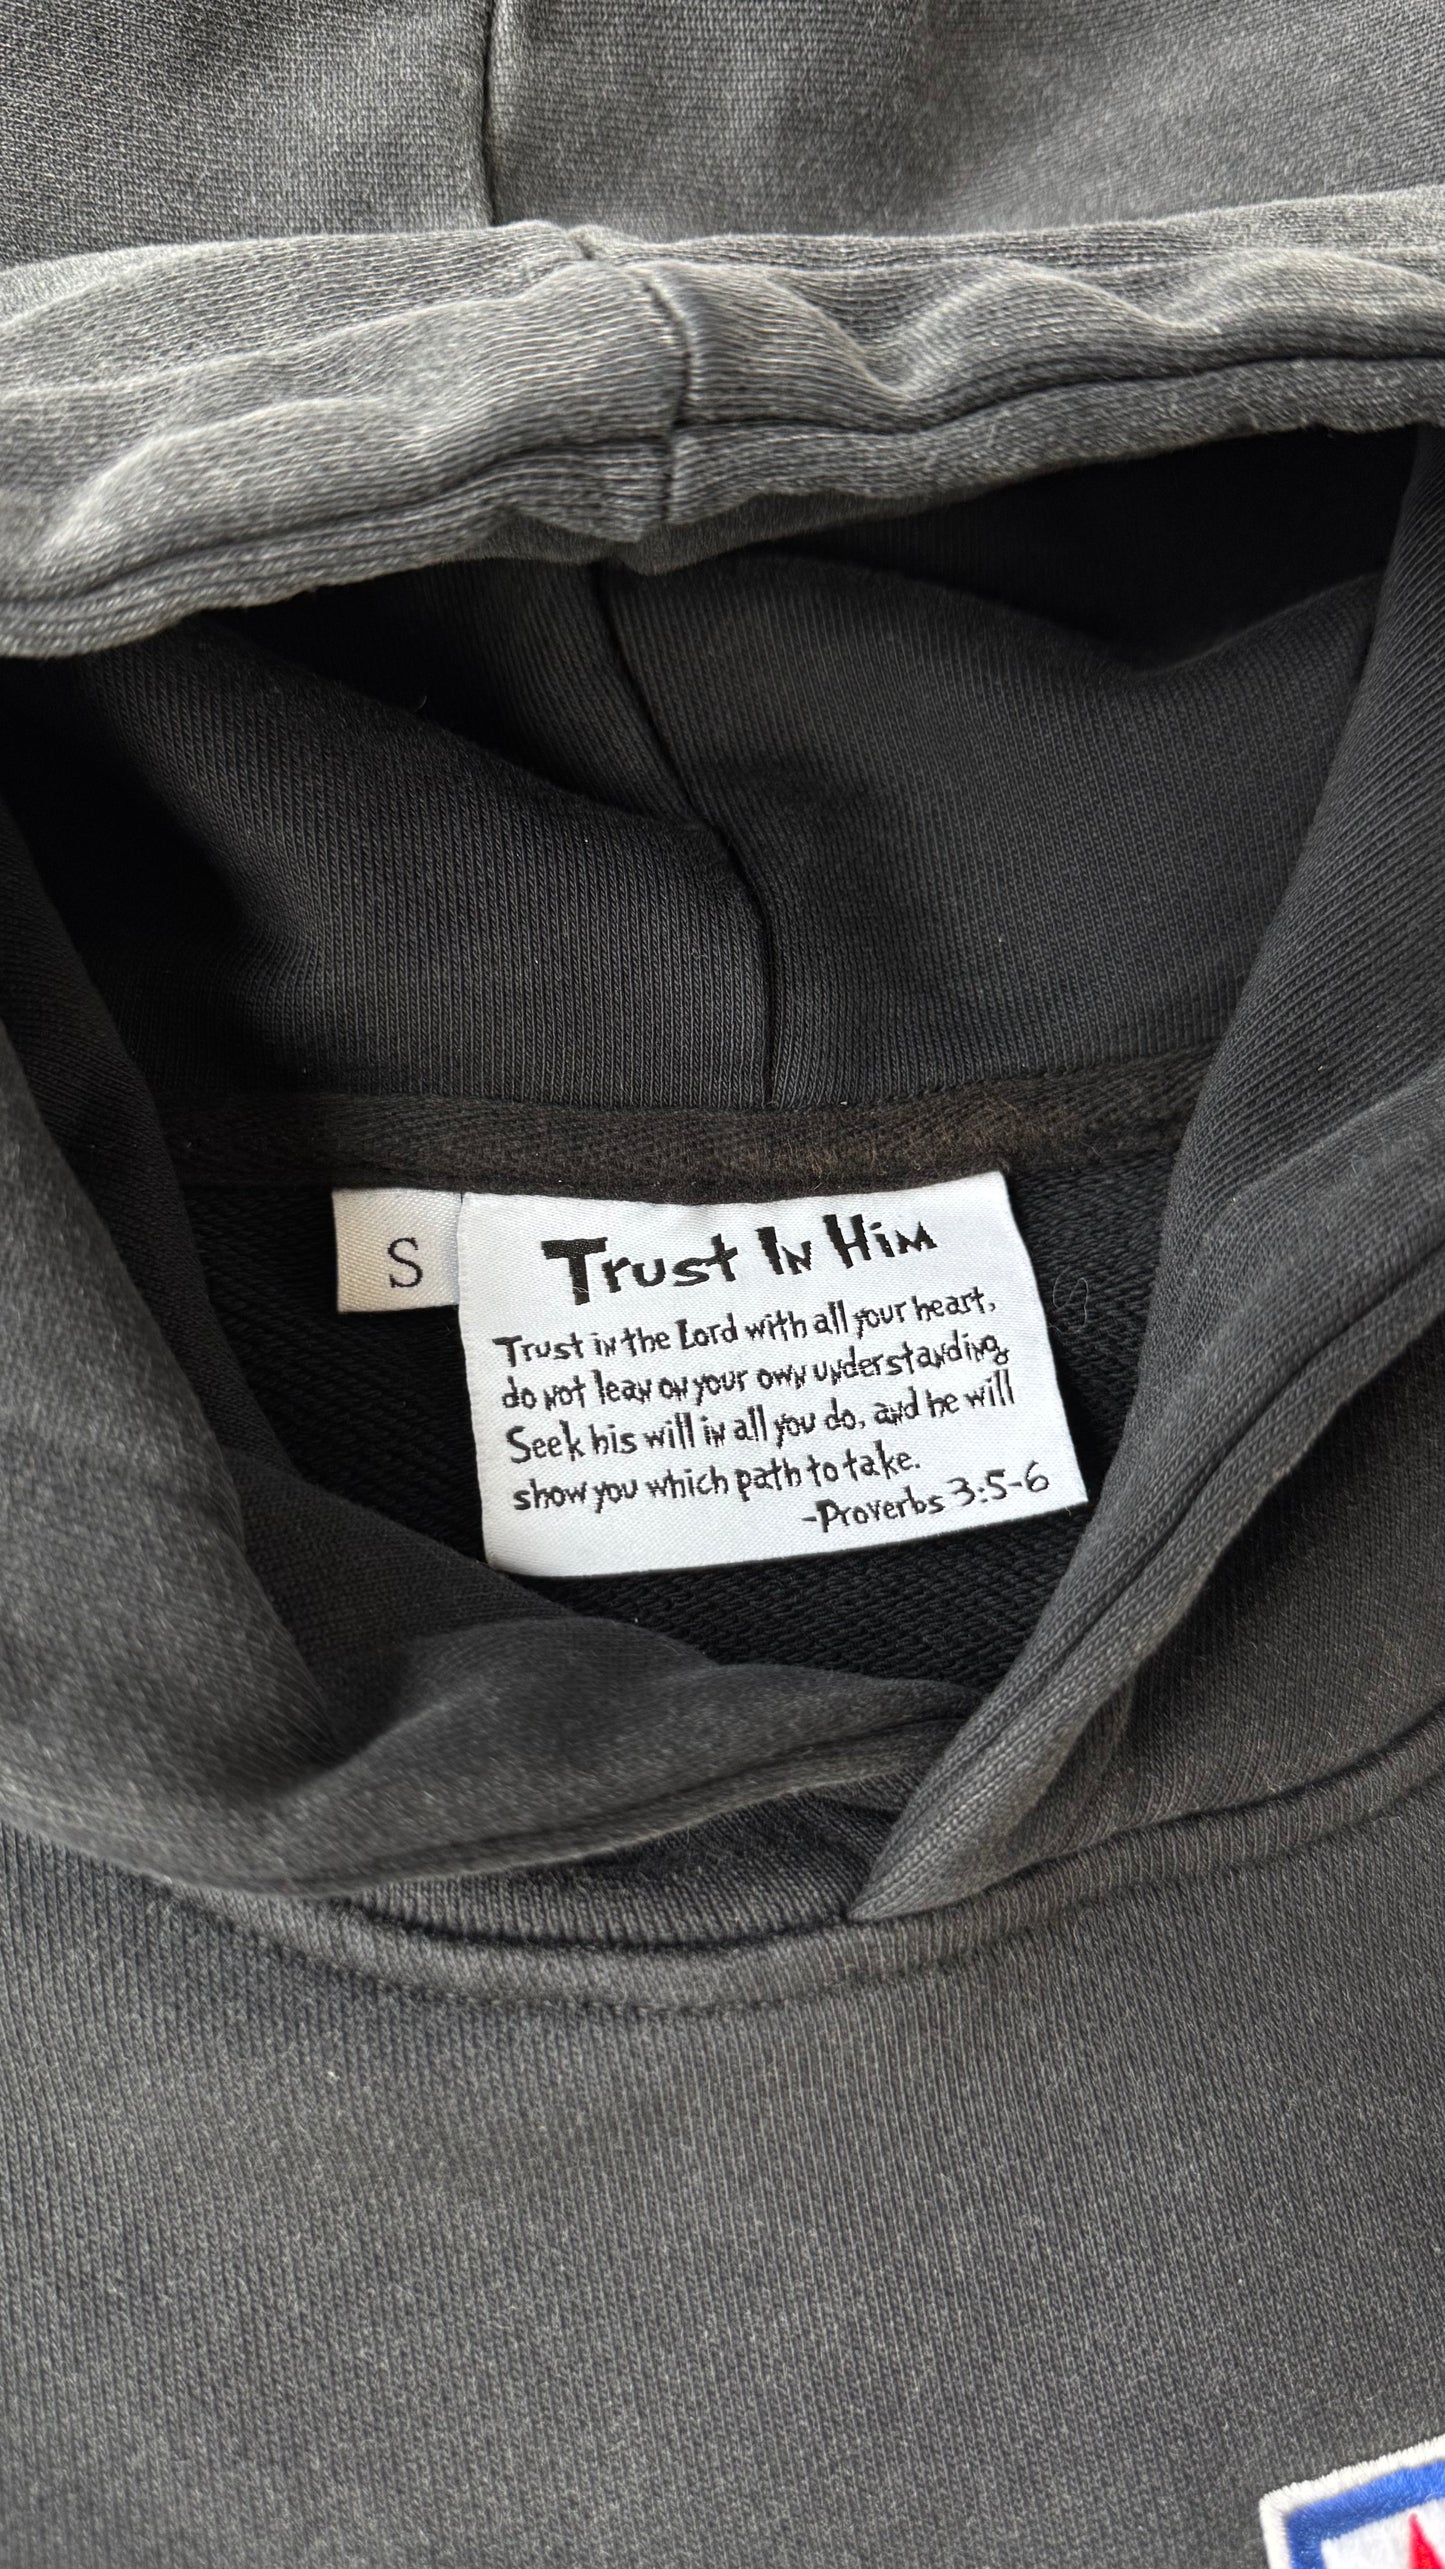 S
Trust In Him
Trust in the Lord with all your heart,
do not lean on your own understanding.
Seek his will in all you do, and he will
show you which path to take.
-Proverbs 3:5-6